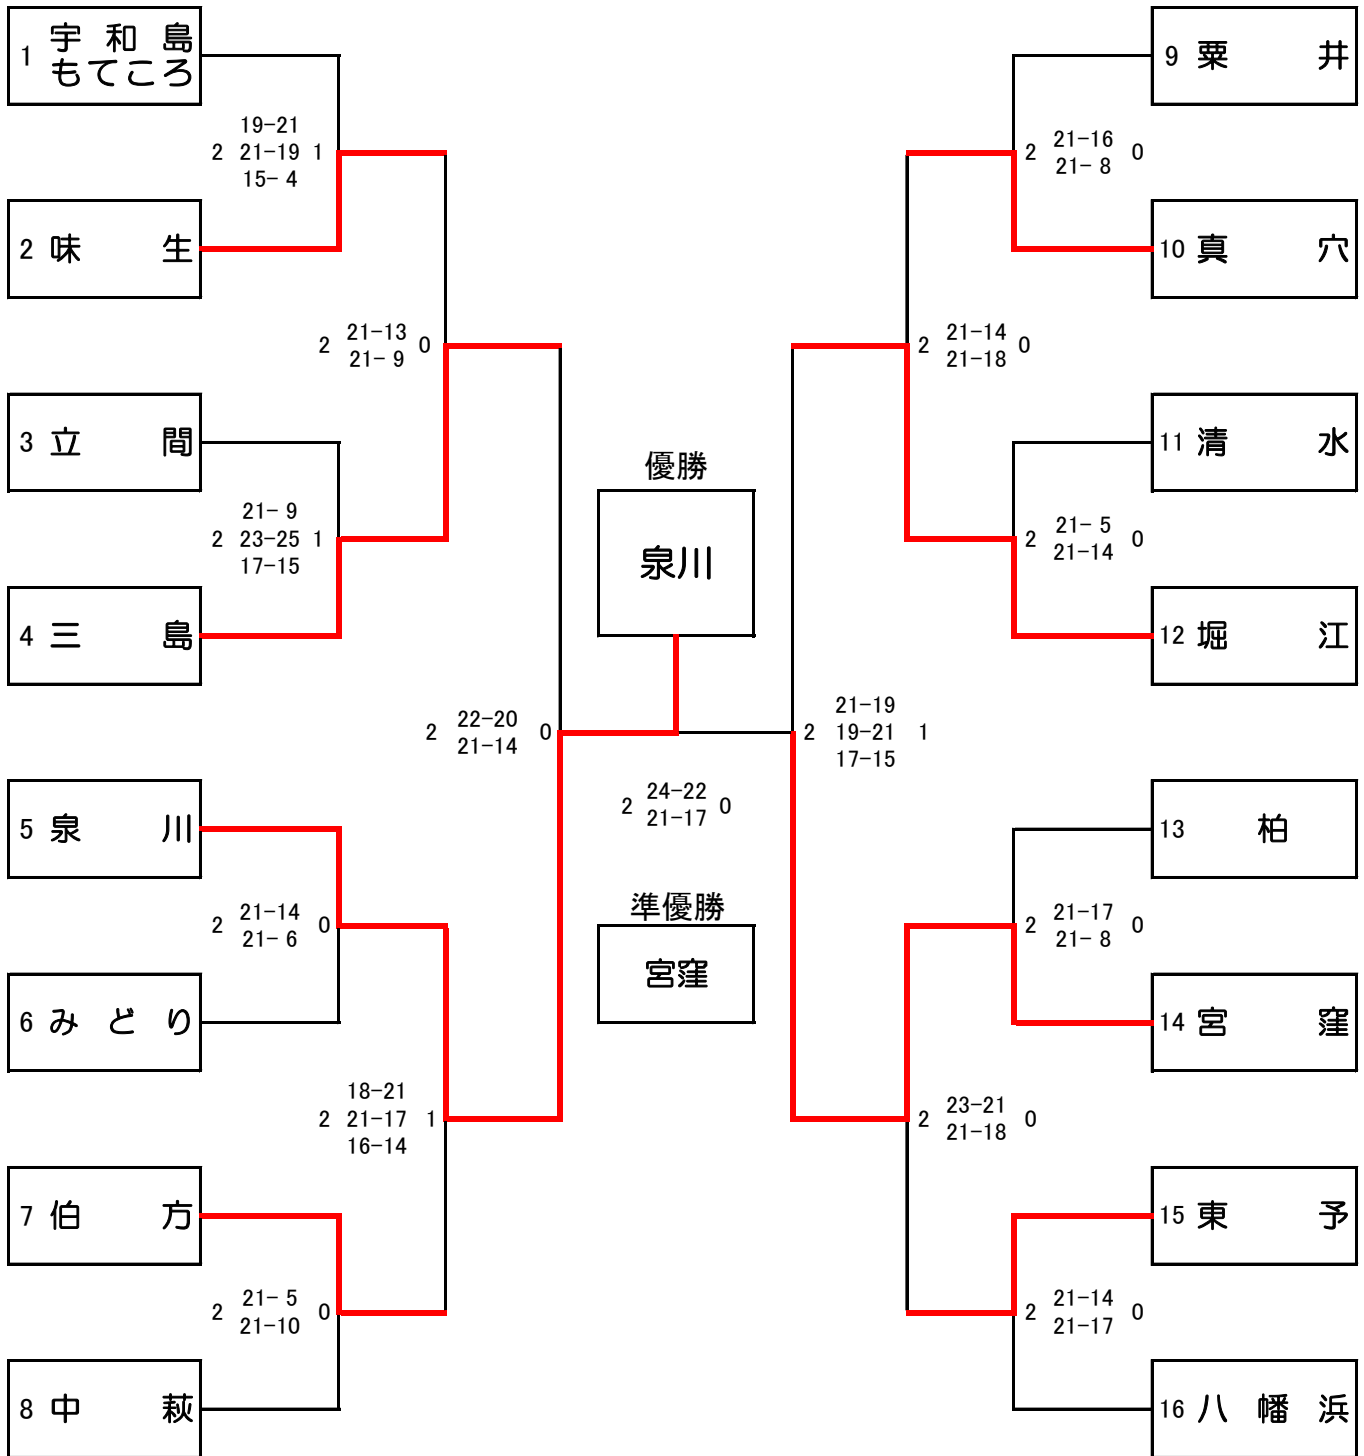 1 宇和島
もてころ
19-21
2 21-19 1
15- 4
2 味生
2 21-13 0
21- 9
3 立間
21- 9
2 23-25 1
17-15
4 三島
2 22-20 0
21-14
5 泉川
2 21-14 0
21- 6
6 みどり
18-21
2 21-17 1
16-14
7 伯方
2 21- 5 0
21-10
8 中萩
優勝
泉川
2 24-22 0
21-17
準優勝
宮窪
9 粟井
2 21-16 0
21- 8
10 真穴
2 21-14 0
21-18
11 清水
2 21- 5 0
21-14
12 堀江
21-19
2 19-21 1
17-15
13 柏
2 21-17 0
21- 8
14 宮窪
2 23-21 0
21-18
15 東予
2 21-14 0
21-17
16 八幡浜